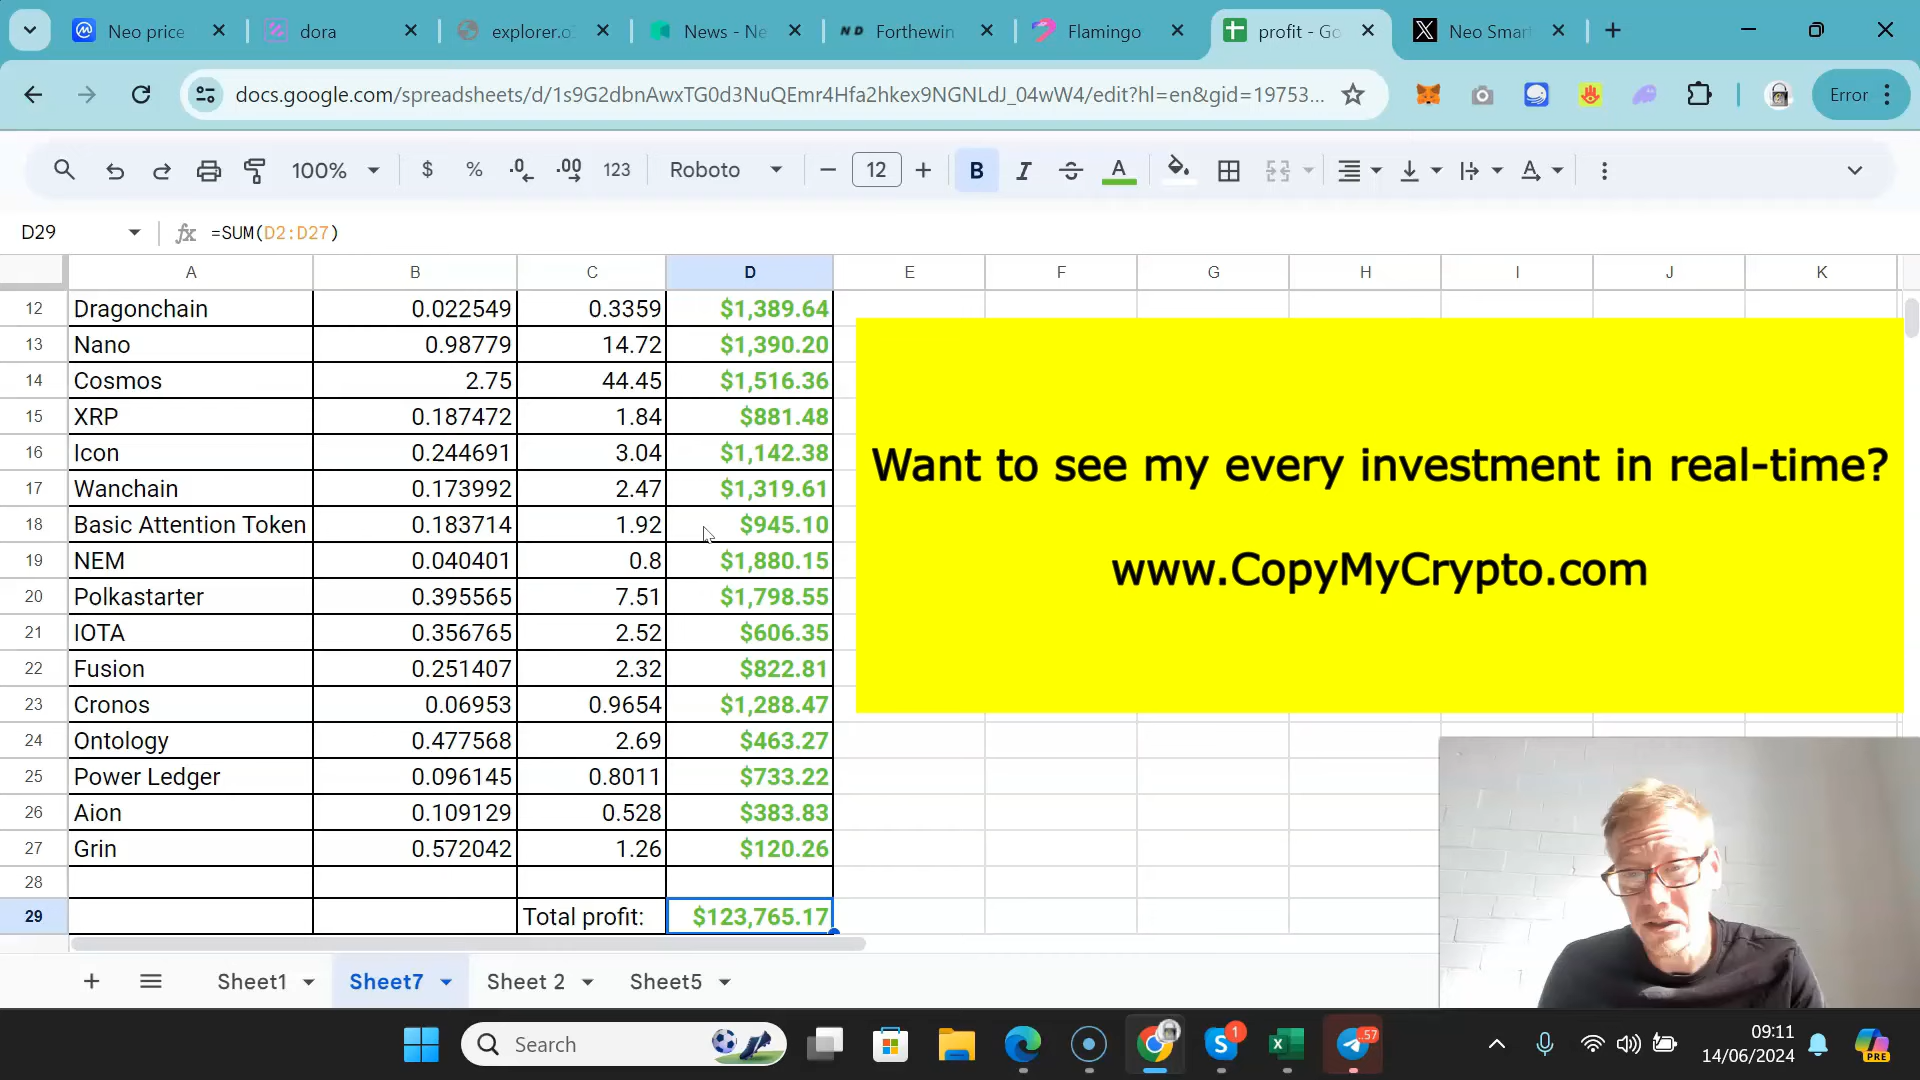 Neo price
dora
explorer.o
News - Ne
ND Forthewin
Flamingo
profit - Go
X Neo Smar
docs.google.com/spreadsheets/d/1s9G2dbnAwxTG0d3NuQEmr4Hfa2hkex9NGNLdJ_04wW4/edit?hl=en&gid=19753...
Error
100% $ % .0 .00 123 Roboto 12 B I A A
D29 fx =SUM(D2:D27)
A B C D E F G H I J K
12 Dragonchain 0.022549 0.3359 $1,389.64
13 Nano 0.98779 14.72 $1,390.20
14 Cosmos 2.75 44.45 $1,516.36
15 XRP 0.187472 1.84 $881.48
16 Icon 0.244691 3.04 $1,142.38
17 Wanchain 0.173992 2.47 $1,319.61
18 Basic Attention Token 0.183714 1.92 $945.10
19 NEM 0.040401 0.8 $1,880.15
20 Polkastarter 0.395565 7.51 $1,798.55
21 IOTA 0.356765 2.52 $606.35
22 Fusion 0.251407 2.32 $822.81
23 Cronos 0.06953 0.9654 $1,288.47
24 Ontology 0.477568 2.69 $463.27
25 Power Ledger 0.096145 0.8011 $733.22
26 Aion 0.109129 0.528 $383.83
27 Grin 0.572042 1.26 $120.26
28
29 Total profit: $123,765.17
Want to see my every investment in real-time?
www.CopyMyCrypto.com
Sheet1 Sheet7 Sheet 2 Sheet5
Search
1
57
09:11
14/06/2024
PRE